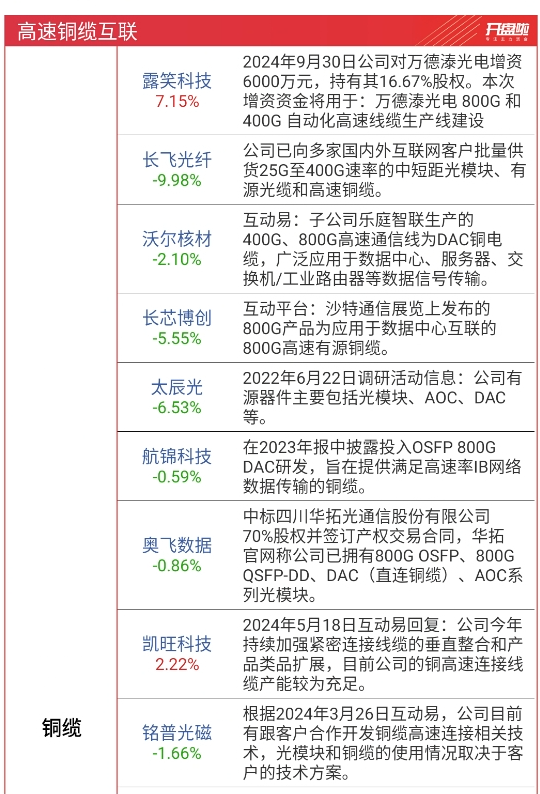 高速铜缆互联
开盘啦
露笑科技
7.15%
2024年9月30日公司对万德溙光电增资
6000万元，持有其16.67%股权。本次
增资资金将用于：万德溙光电 800G 和
400G 自动化高速线缆生产线建设
长飞光纤
-9.98%
公司已向多家国内外互联网客户批量供
货25G至400G速率的中短距光模块、有
源光缆和高速铜缆。
沃尔核材
-2.10%
互动易：子公司乐庭智联生产的
400G、800G高速通信线为DAC铜电
缆，广泛应用于数据中心、服务器、交
换机/工业路由器等数据信号传输。
长芯博创
-5.55%
互动平台：沙特通信展览上发布的
800G产品为应用于数据中心互联的
800G高速有源铜缆。
太辰光
-6.53%
2022年6月22日调研活动信息：公司有
源器件主要包括光模块、AOC、DAC
等。
航锦科技
-0.59%
在2023年报中披露投入OSFP 800G
DAC研发，旨在提供满足高速率IB网络
数据传输的铜缆。
奥飞数据
-0.86%
中标四川华拓光通信股份有限公司
70%股权并签订产权交易合同，华拓
官网称公司已拥有800G OSFP、800G
QSFP-DD、DAC（直连铜缆）、AOC系
列光模块。
凯旺科技
2.22%
2024年5月18日互动易回复：公司今年
持续加强紧密连接线缆的垂直整合和产
品类品扩展，目前公司的铜高速连接线
缆产能较为充足。
铜缆
铭普光磁
-1.66%
根据2024年3月26日互动易，公司目前
有跟客户合作开发铜缆高速连接相关技
术，光模块和铜缆的使用情况取决于客
户的技术方案。